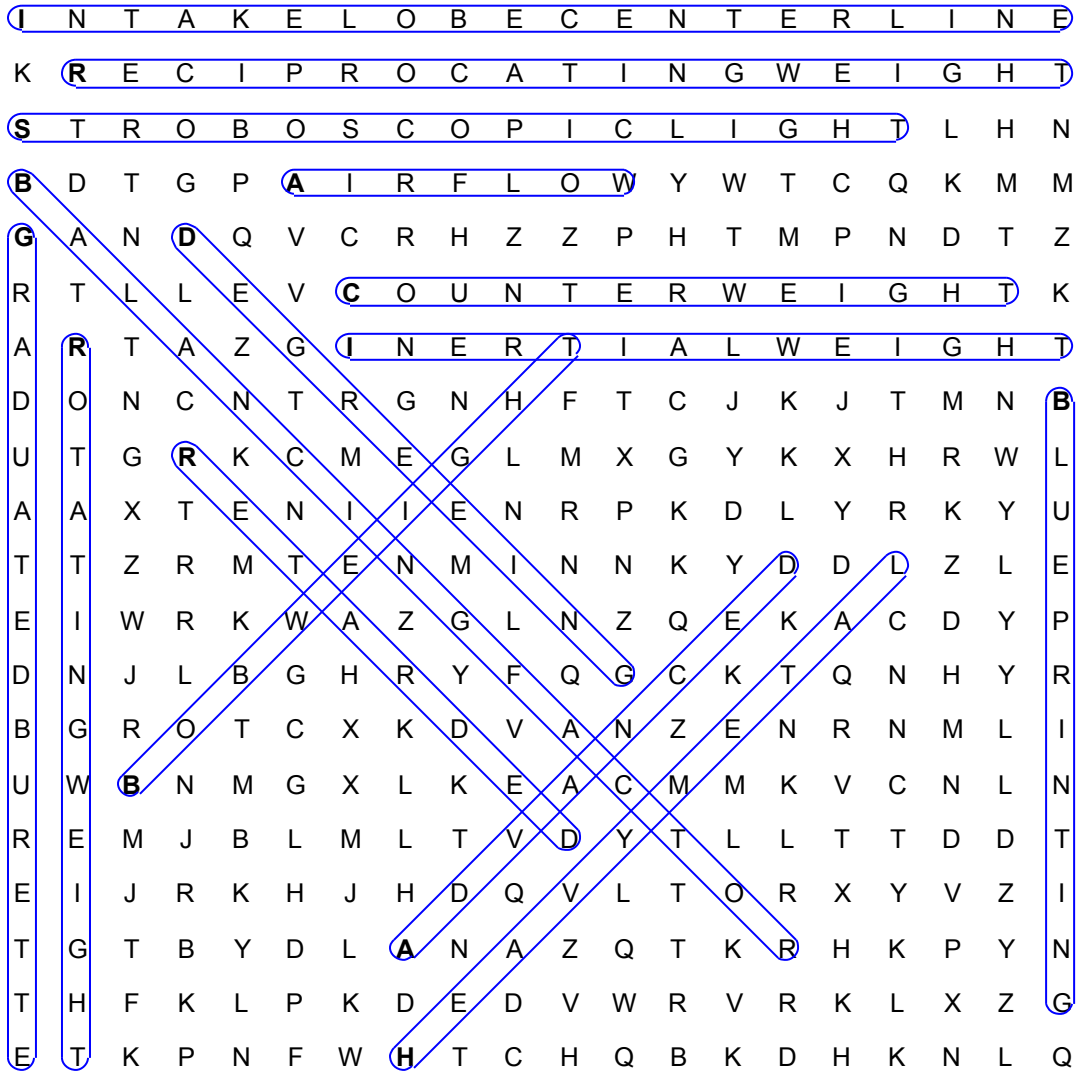 I N T A K E L O B E C E N T E R L I N E
K R E C I P R O C A T I N G W E I G H T
S T R O B O S C O P I C L I G H T L H N
B D T G P A I R F L O W Y W T C Q K M M
G A N D Q V C R H Z Z P H T M P N D T Z
R T L L E V C O U N T E R W E I G H T K
A R T A Z G I N E R T I A L W E I G H T
D O N C N T R G N H F T C J K J T M N B
U T G R K C M E G L M X G Y K X H R W L
A A X T E N I I E N R P K D L Y R K Y U
T T Z R M T E N M I N N K Y D D L Z L E
E I W R K W A Z G L N Z Q E K A C D Y P
D N J L B G H R Y F Q G C K T Q N H Y R
B G R O T C X K D V A N Z E N R N M L I
U W B N M G X L K E A C M M K V C N L N
R E M J B L M L T V D Y T L L T T D D T
E I J R K H J H D Q V L T O R X Y V Z I
T G T B Y D L A N A Z Q T K R H K P Y N
T H F K L P K D E D V W R V R K L X Z G
E T K P N F W H T C H Q B K D H K N L Q